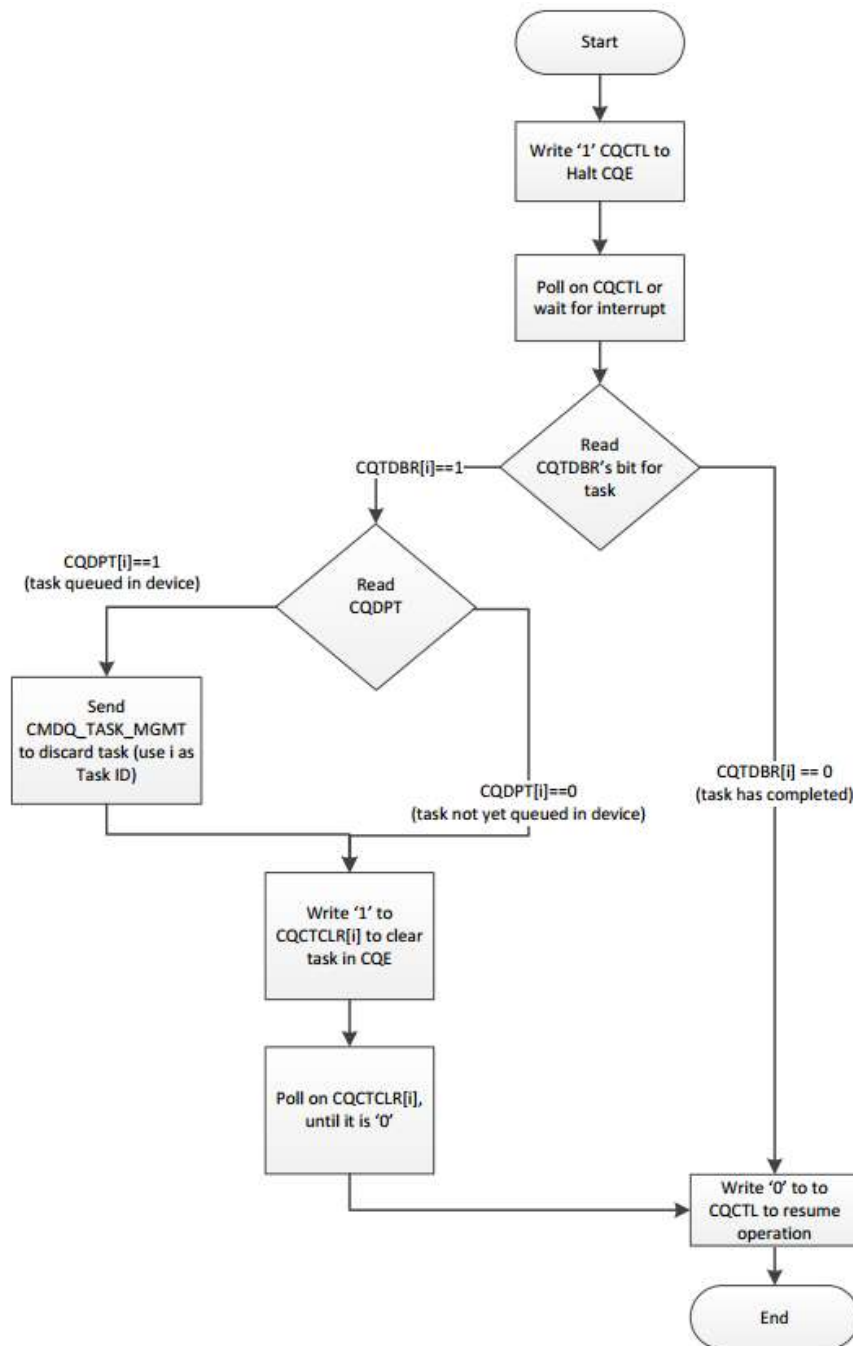 Start
Write ‘1’ CQCTL to
Halt CQE
Poll on CQCTL or
wait for interrupt
Read
CQTDBR’s bit for
task
CQTDBR[i]==1
CQDPT[i]==1
(task queued in device)
Read
CQDPT
Send
CMDQ_TASK_MGMT
to discard task (use i as
Task ID)
CQDPT[i]==0
(task not yet queued in device)
CQTDBR[i] == 0
(task has completed)
Write ‘1’ to
CQCTCLR[i] to clear
task in CQE
Poll on CQCTCLR[i],
until it is ‘0’
Write ‘0’ to to
CQCTL to resume
operation
End